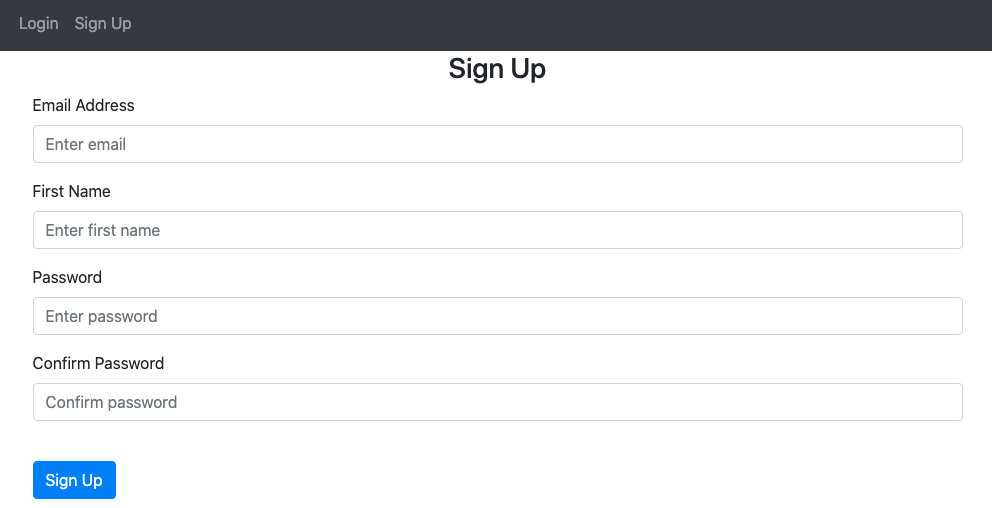 Login Sign Up
Sign Up
Email Address
Enter email
First Name
Enter first name
Password
Enter password
Confirm Password
Confirm password
Sign Up